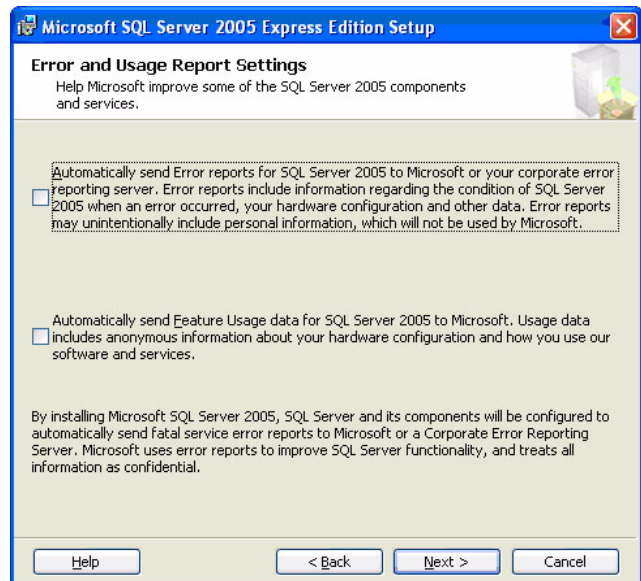 Microsoft SQL Server 2005 Express Edition Setup
Error and Usage Report Settings
Help Microsoft improve some of the SQL Server 2005 components
and services.
Automatically send Error reports for SQL Server 2005 to Microsoft or your corporate error
reporting server. Error reports include information regarding the condition of SQL Server
2005 when an error occurred, your hardware configuration and other data. Error reports
may unintentionally include personal information, which will not be used by Microsoft.
Automatically send Feature Usage data for SQL Server 2005 to Microsoft. Usage data
includes anonymous information about your hardware configuration and how you use our
software and services.
By installing Microsoft SQL Server 2005, SQL Server and its components will be configured to
automatically send fatal service error reports to Microsoft or a Corporate Error Reporting
Server. Microsoft uses error reports to improve SQL Server functionality, and treats all
information as confidential.
Help < Back Next > Cancel